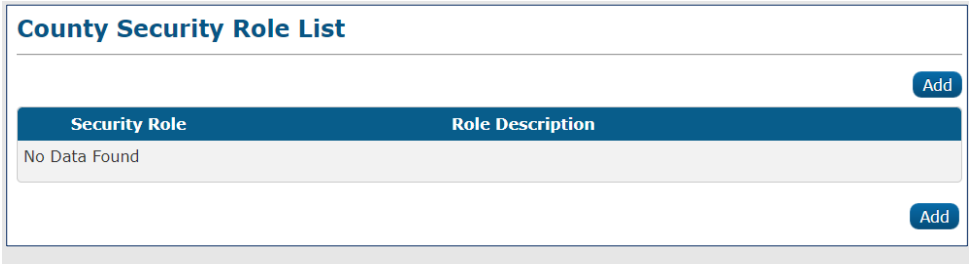 County Security Role List
Add
Security Role Role Description
No Data Found
Add